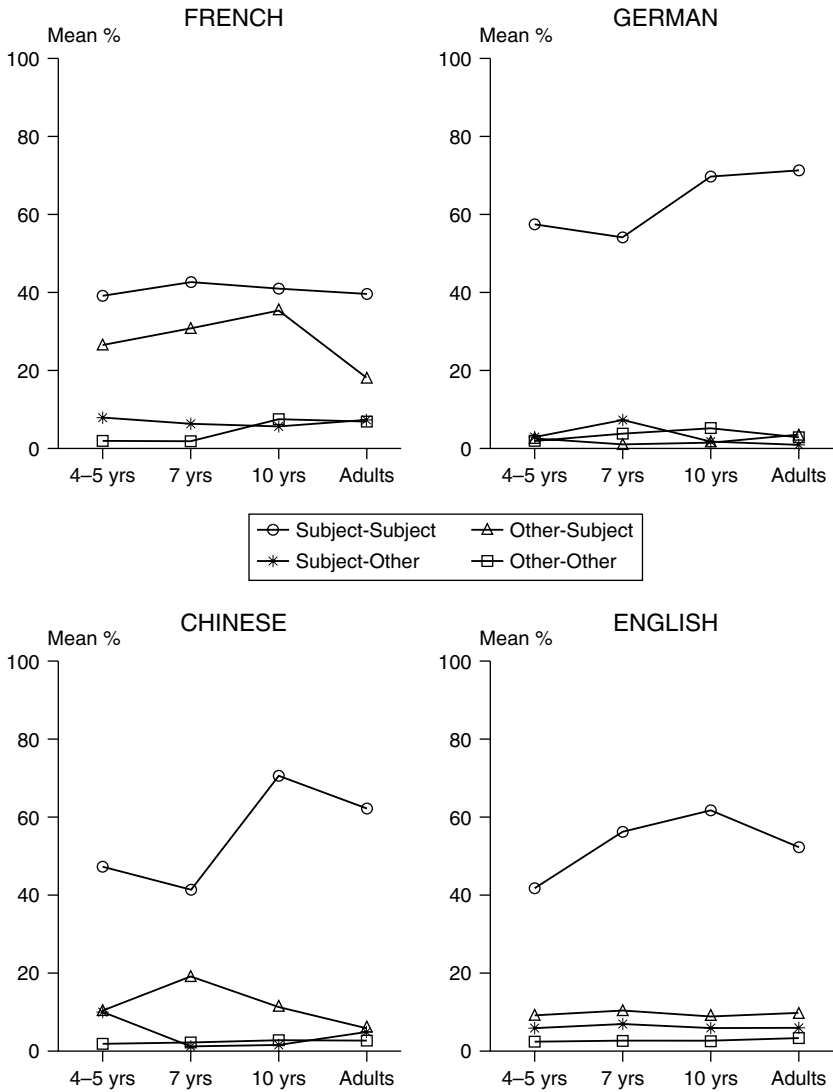 FRENCH
Mean %
100
80
60
40
20
0
4–5 yrs 7 yrs 10 yrs Adults
GERMAN
Mean %
100
80
60
40
20
0
4–5 yrs 7 yrs 10 yrs Adults
Subject-Subject Other-Subject
Subject-Other Other-Other
CHINESE
Mean %
100
80
60
40
20
0
4–5 yrs 7 yrs 10 yrs Adults
ENGLISH
Mean %
100
80
60
40
20
0
4–5 yrs 7 yrs 10 yrs Adults